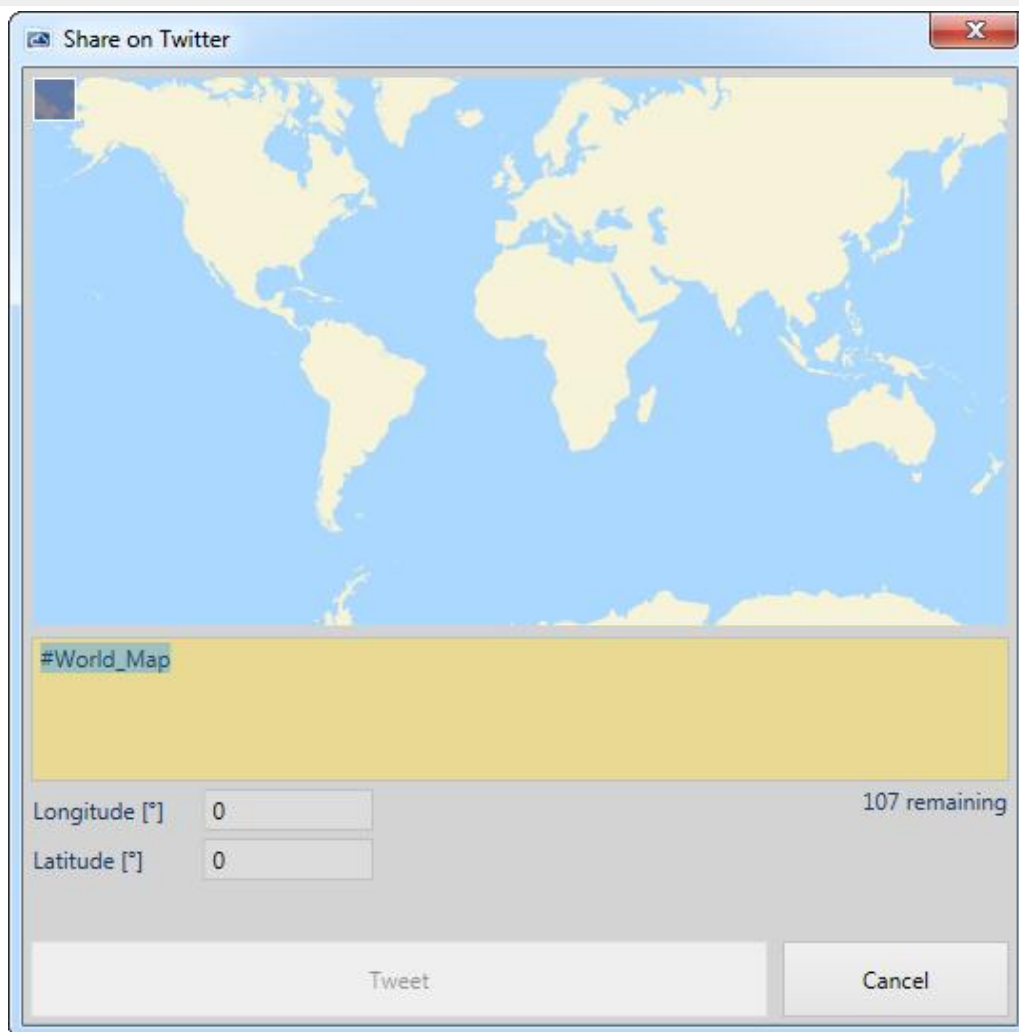 Share on Twitter
#World_Map
107 remaining
Longitude [°] 0
Latitude [°] 0
Tweet Cancel